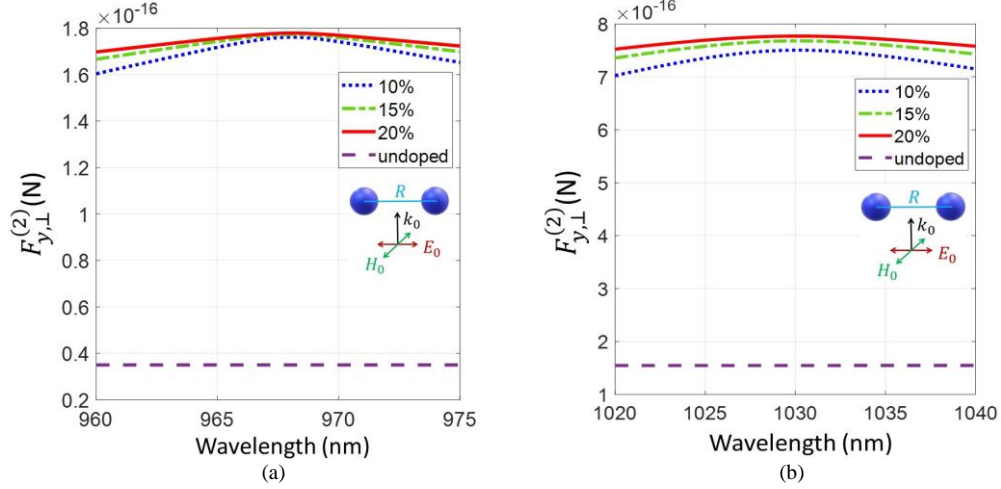 ×10⁻¹⁶
1.8
1.6
1.4
1.2
1
0.8
0.6
0.4
0.2
F_{y,⊥}^{(2)}(N)
10%
15%
20%
undoped
R
k₀
E₀
H₀
960
965
970
975
Wavelength (nm)
(a)
×10⁻¹⁶
8
7
6
5
4
3
2
1
F_{y,⊥}^{(2)}(N)
10%
15%
20%
undoped
R
k₀
E₀
H₀
1020
1025
1030
1035
1040
Wavelength (nm)
(b)